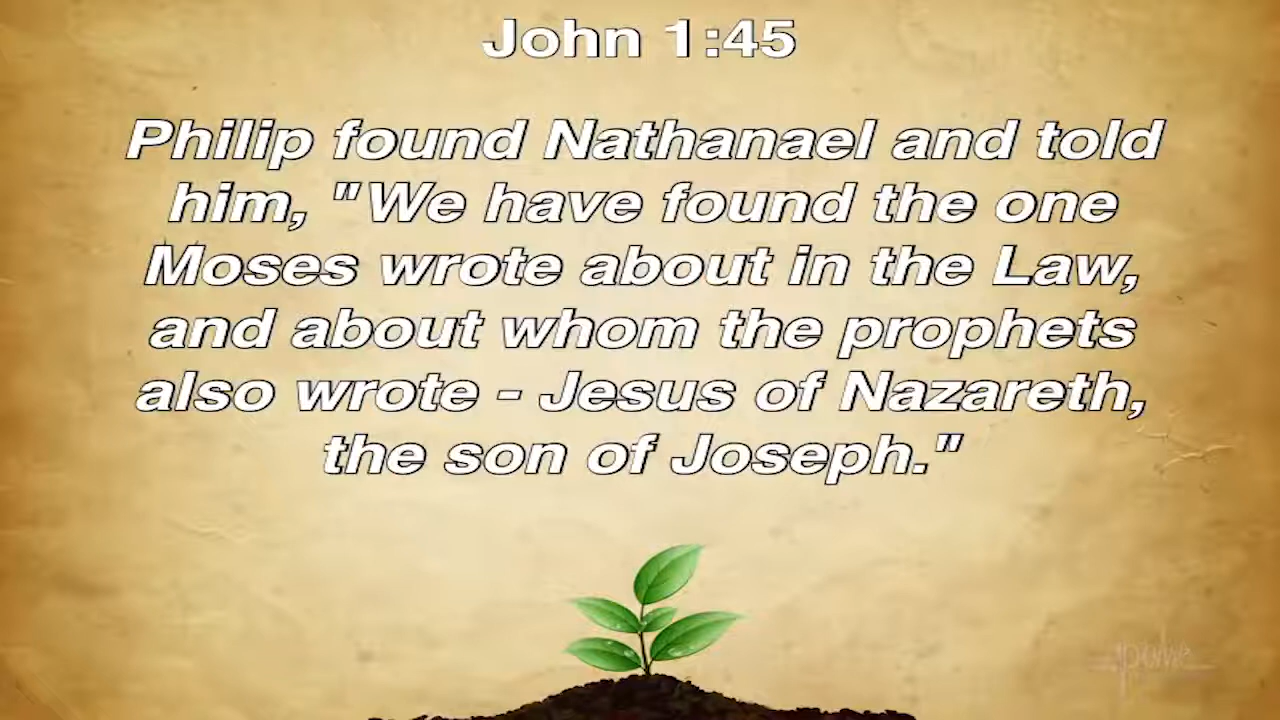 John 1:45
Philip found Nathanael and told
him, "We have found the one
Moses wrote about in the Law,
and about whom the prophets
also wrote - Jesus of Nazareth,
the son of Joseph."